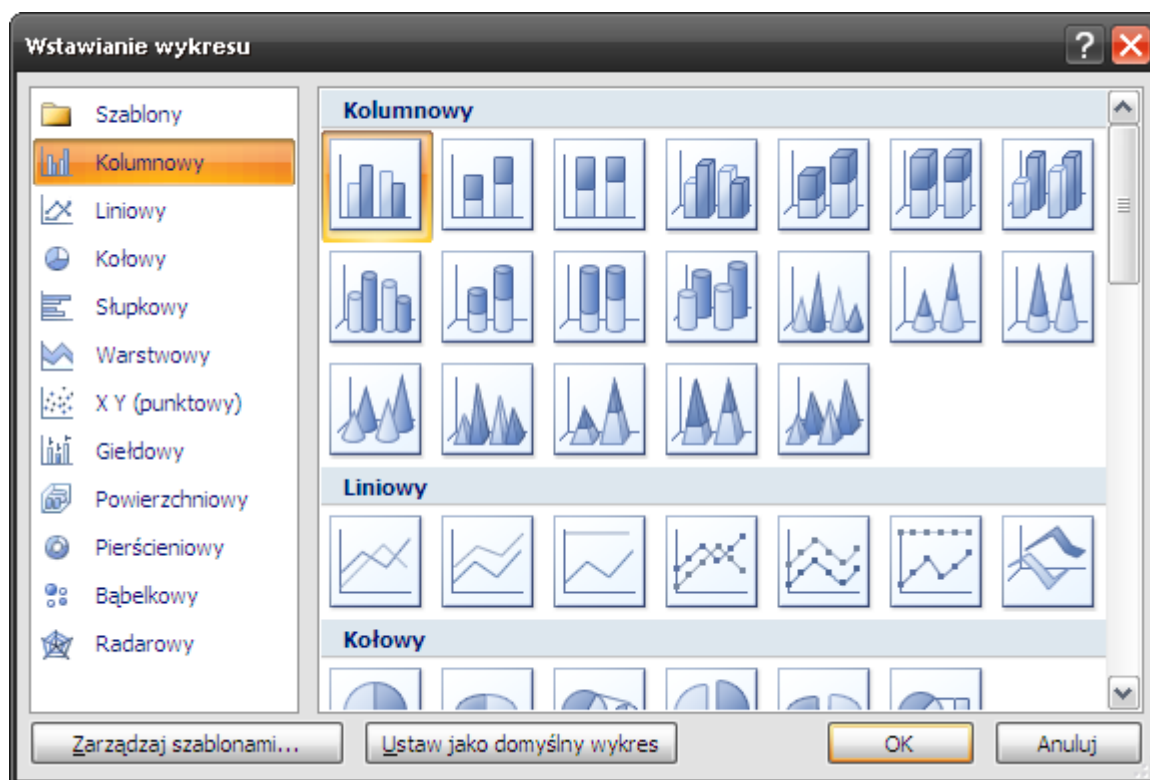 Wstawianie wykresu
Szablony
Kolumnowy
Liniowy
Kołowy
Słupkowy
Warstwowy
X Y (punktowy)
Giełdowy
Powierzchniowy
Pierścieniowy
Bąbelkowy
Radarowy
Kolumnowy
Liniowy
Kołowy
Zarządzaj szablonami...
Ustaw jako domyślny wykres
OK
Anuluj